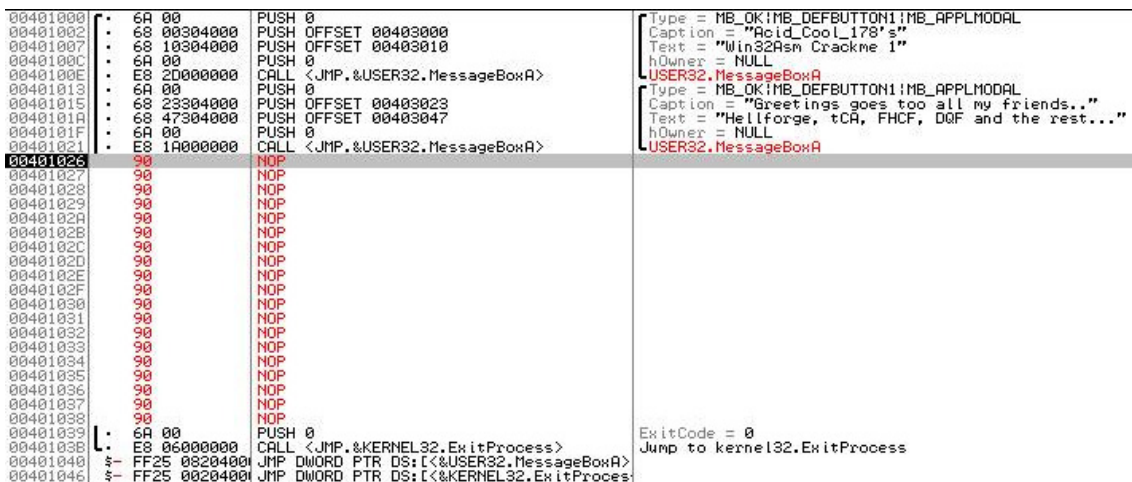 00401000 6A 00 PUSH 0 Type = MB_OK|MB_DEFBUTTON1|MB_APPLMODAL
00401002 68 00304000 PUSH OFFSET 00403000 Caption = "Acid_Cool_178's"
00401007 68 10304000 PUSH OFFSET 00403010 Text = "Win32Asm Crackme 1"
0040100C 6A 00 PUSH 0 hOwner = NULL
0040100E E8 2D000000 CALL <JMP.&USER32.MessageBoxA> USER32.MessageBoxA
00401013 6A 00 PUSH 0 Type = MB_OK|MB_DEFBUTTON1|MB_APPLMODAL
00401015 68 23304000 PUSH OFFSET 00403023 Caption = "Greetings goes too all my friends.."
0040101A 68 47304000 PUSH OFFSET 00403047 Text = "Hellforge, tCA, FHCF, DQF and the rest..."
0040101F 6A 00 PUSH 0 hOwner = NULL
00401021 E8 1A000000 CALL <JMP.&USER32.MessageBoxA> USER32.MessageBoxA
00401026 90 NOP
00401027 90 NOP
00401028 90 NOP
00401029 90 NOP
0040102A 90 NOP
0040102B 90 NOP
0040102C 90 NOP
0040102D 90 NOP
0040102E 90 NOP
0040102F 90 NOP
00401030 90 NOP
00401031 90 NOP
00401032 90 NOP
00401033 90 NOP
00401034 90 NOP
00401035 90 NOP
00401036 90 NOP
00401037 90 NOP
00401038 90 NOP
00401039 6A 00 PUSH 0 ExitCode = 0
0040103B E8 06000000 CALL <JMP.&KERNEL32.ExitProcess> Jump to kernel32.ExitProcess
00401040 $- FF25 08204000 JMP DWORD PTR DS:[<&USER32.MessageBoxA>]
00401046 $- FF25 00204000 JMP DWORD PTR DS:[<&KERNEL32.ExitProces